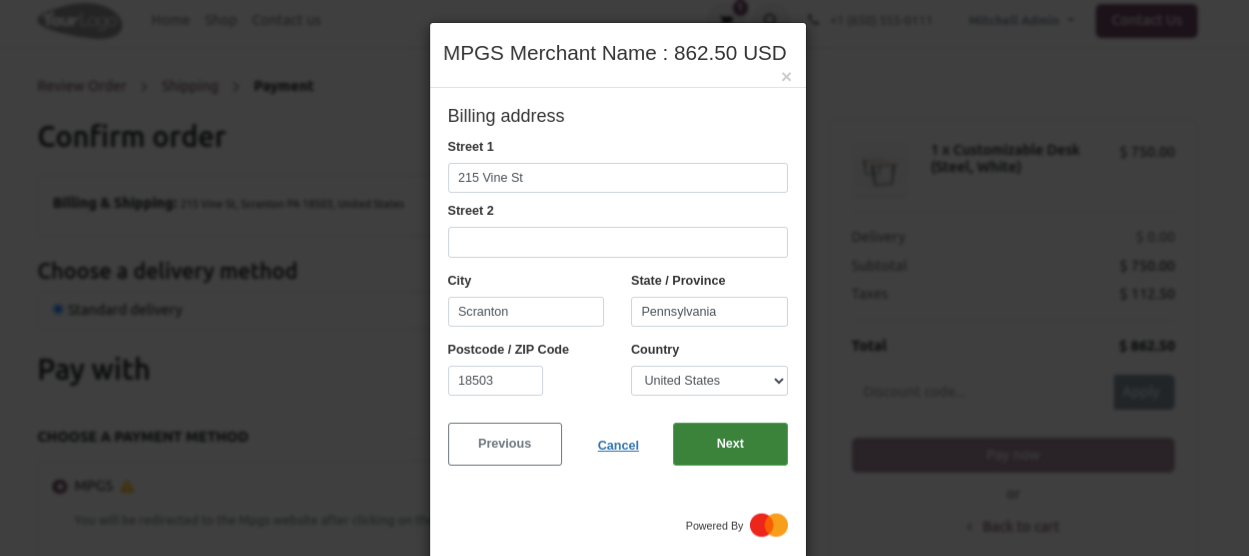 YourLogo
Home Shop Contact us
+1 (650) 555-0111 Mitchell Admin
Contact Us
Review Order > Shipping > Payment
Confirm order
Billing & Shipping: 215 Vine St, Scranton PA 18503, United States
Choose a delivery method
Standard delivery
Pay with
CHOOSE A PAYMENT METHOD
MPGS
You will be redirected to the Mpgs website after clicking on the
MPGS Merchant Name : 862.50 USD
×
Billing address
Street 1
215 Vine St
Street 2
City State / Province
Scranton Pennsylvania
Postcode / ZIP Code Country
18503 United States
Previous Cancel Next
Powered By
1 x Customizable Desk $ 750.00
(Steel, White)
Delivery $ 0.00
Subtotal $ 750.00
Taxes $ 112.50
Total $ 862.50
Discount code... Apply
Pay now
or
Back to cart